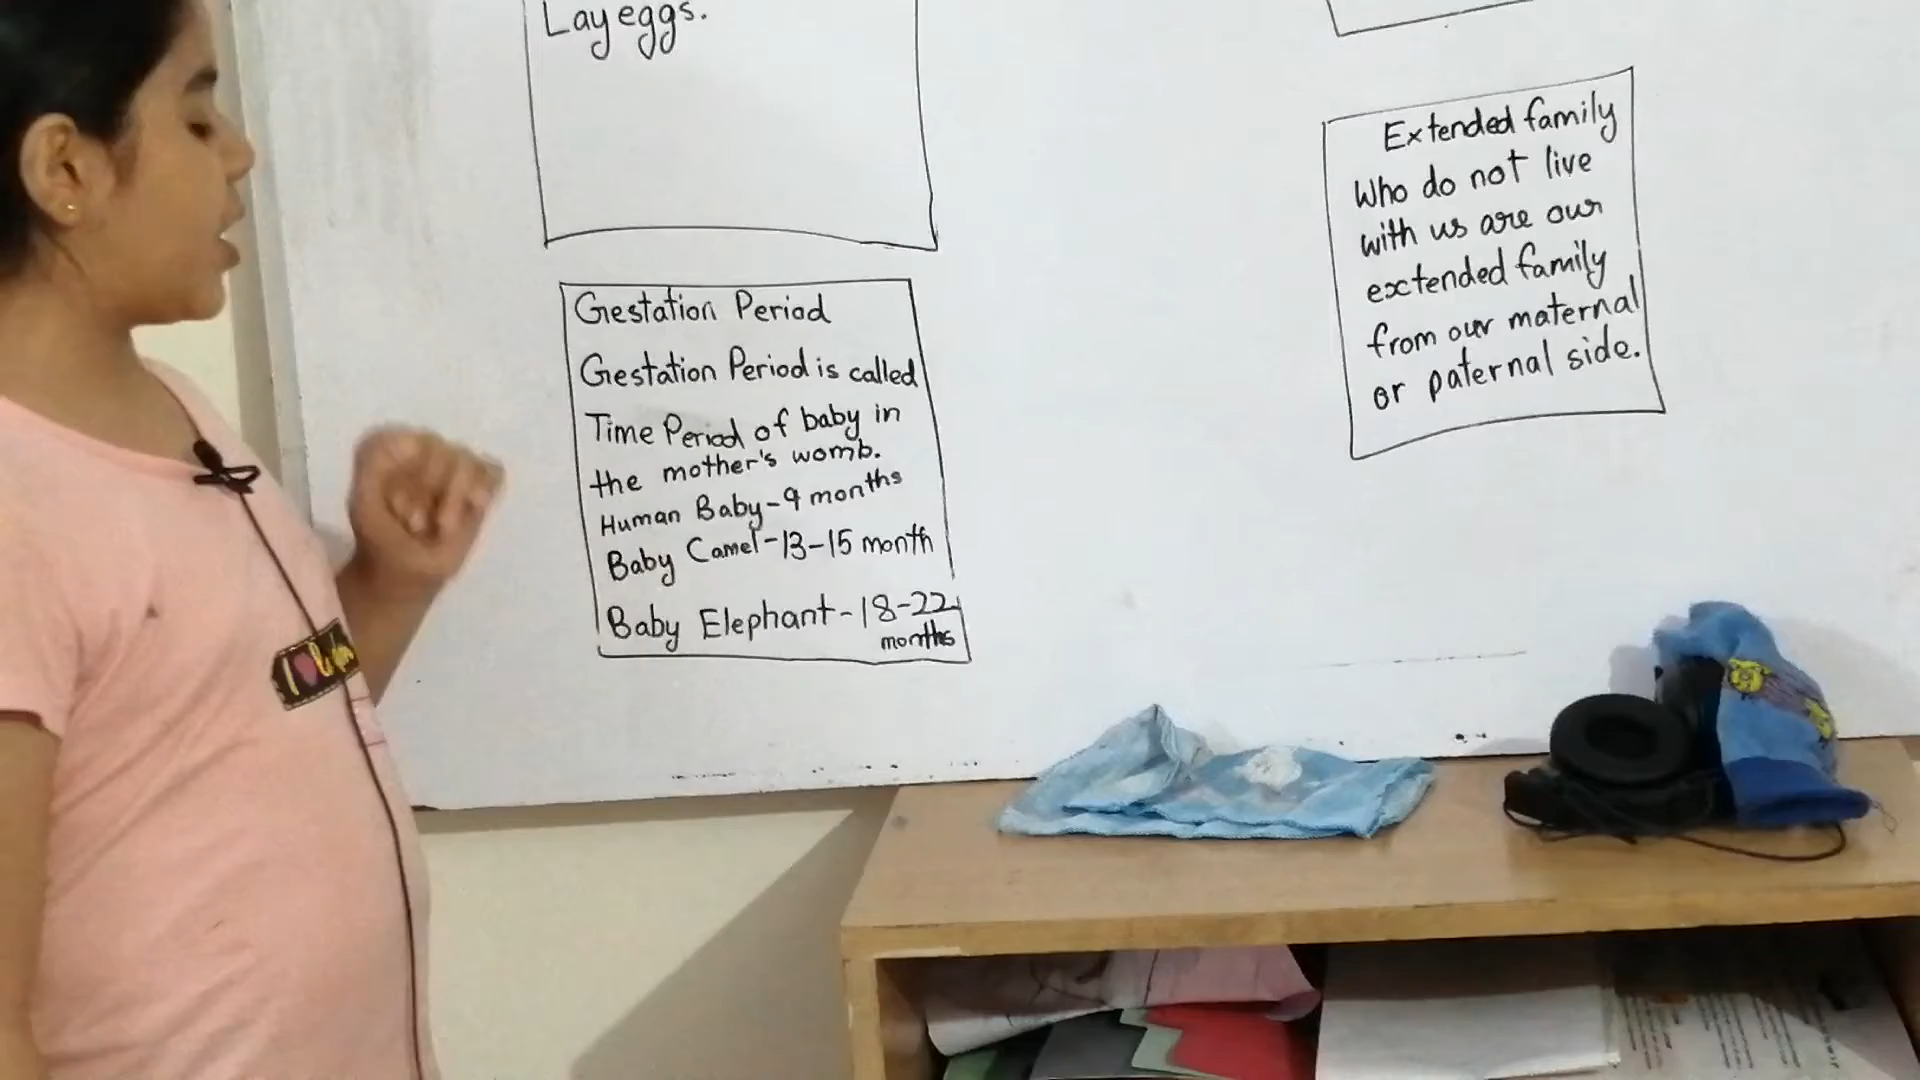 Lay eggs.
Gestation Period
Gestation Period is called
Time Period of baby in
the mother's womb.
Human Baby-9 months
Baby Camel-13-15 month
Baby Elephant-18-22
months
Extended family
Who do not live
with us are our
extended family
from our maternal
or paternal side.